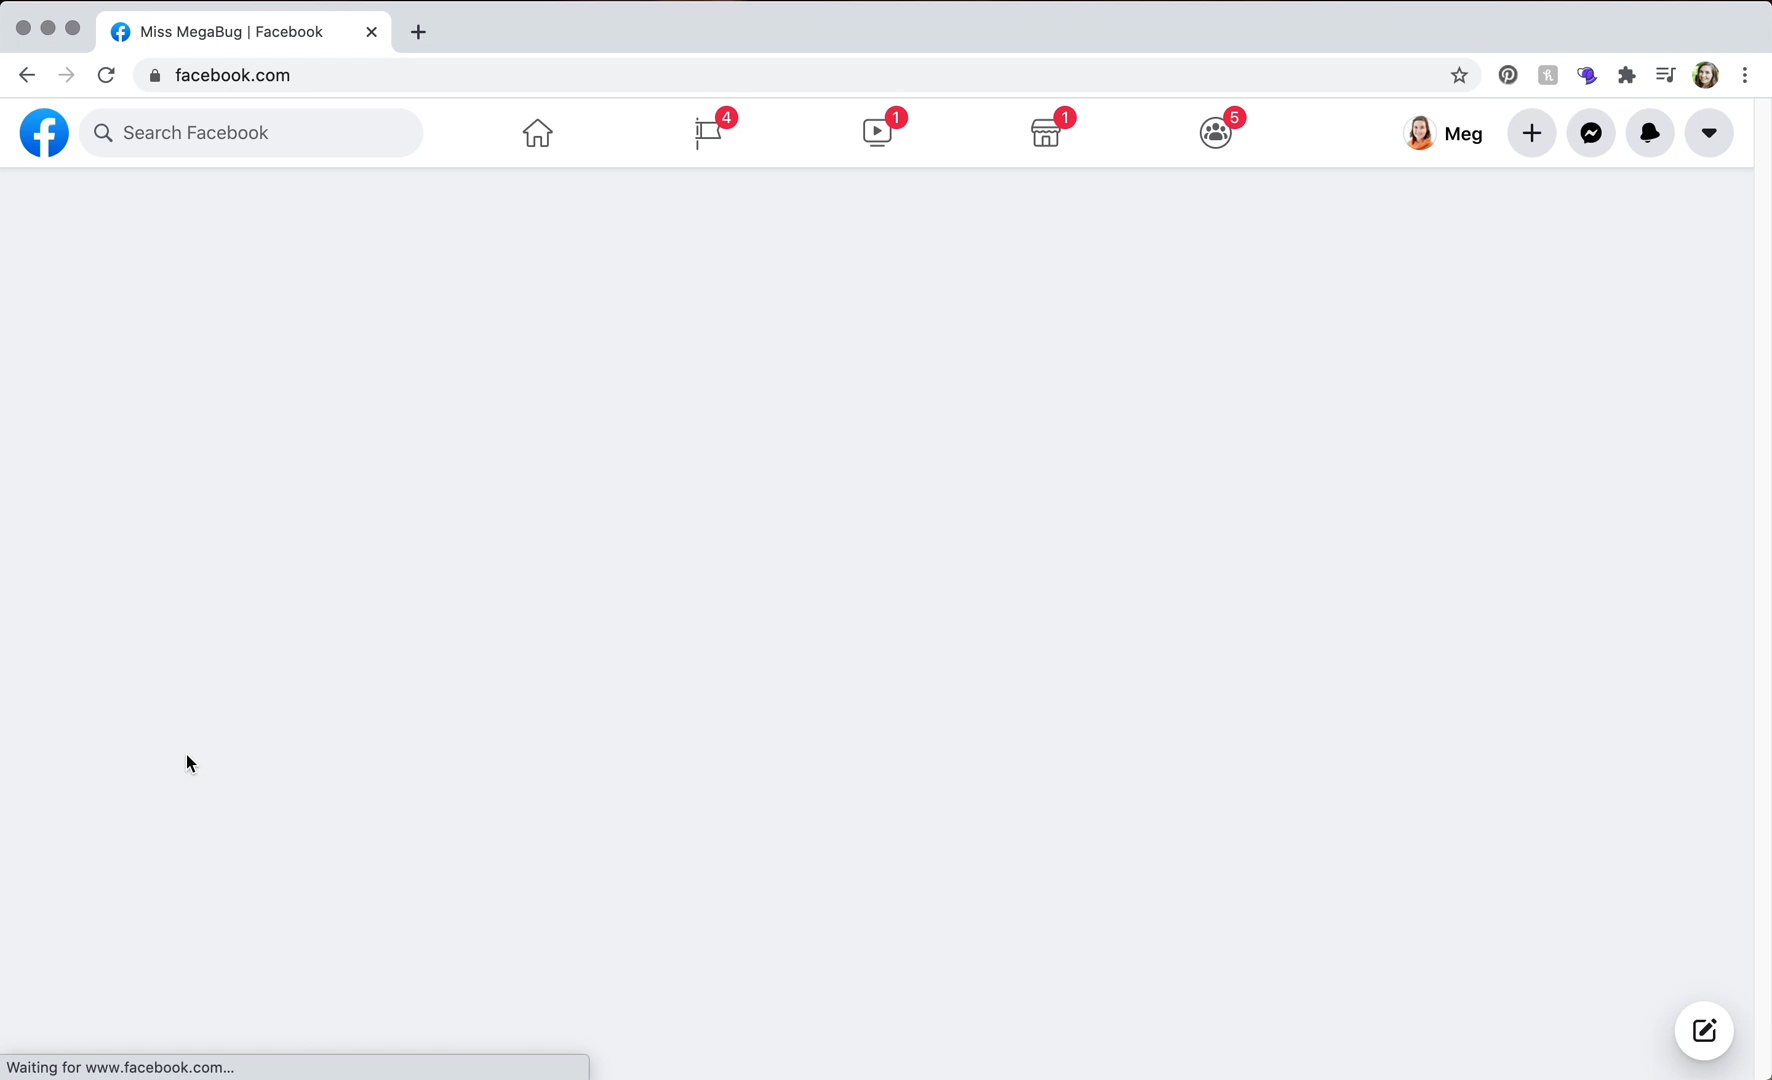 Miss MegaBug | Facebook
facebook.com
Search Facebook
4
1
1
5
Meg
Waiting for www.facebook.com...